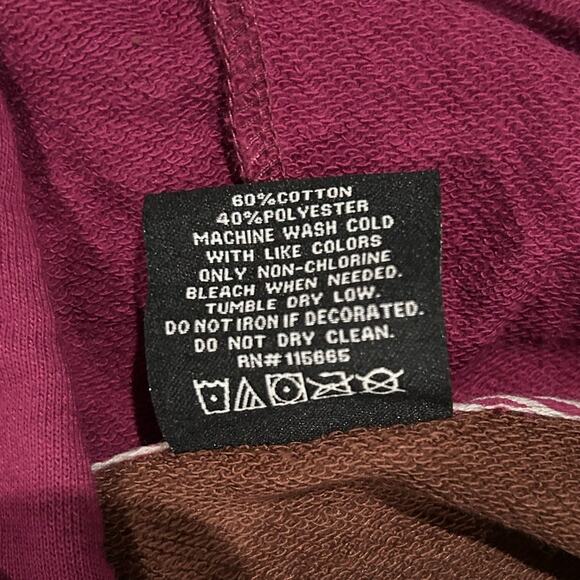 60%COTTON
40%POLYESTER
MACHINE WASH COLD
WITH LIKE COLORS
ONLY NON-CHLORINE
BLEACH WHEN NEEDED.
TUMBLE DRY LOW.
DO NOT IRON IF DECORATED.
DO NOT DRY CLEAN.
RN#115665